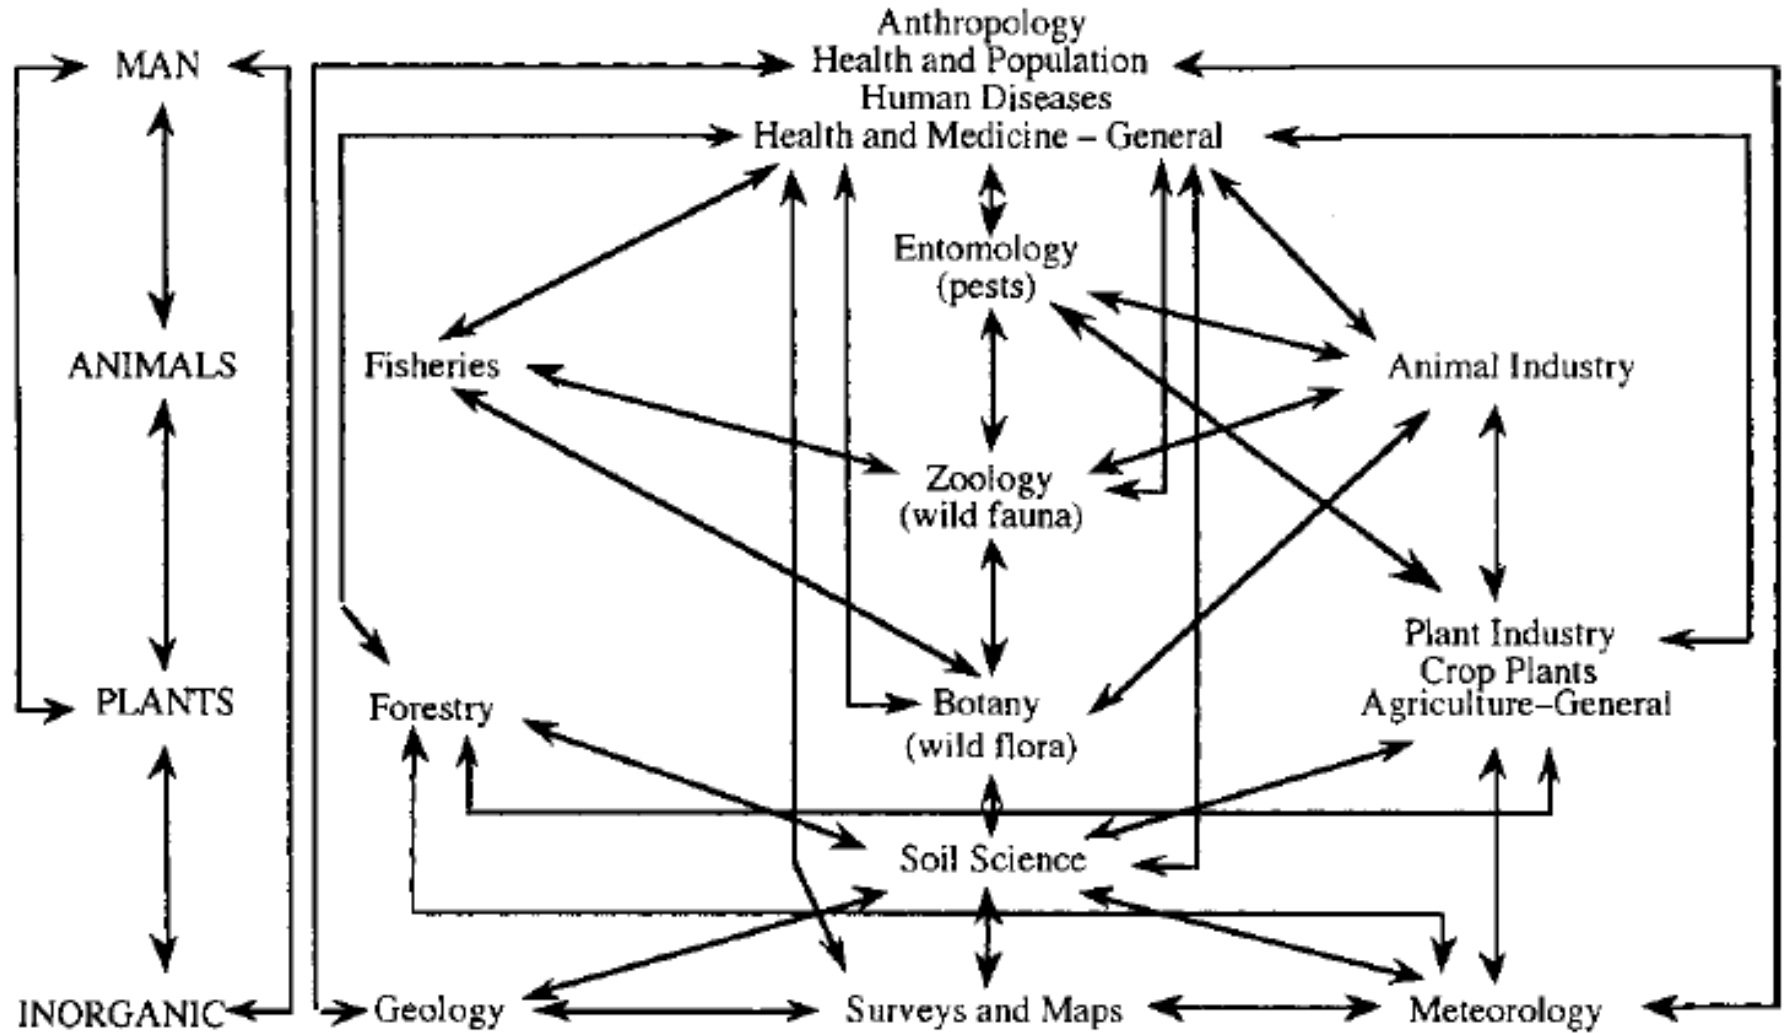 Anthropology
MAN
Health and Population
Human Diseases
Health and Medicine – General
Entomology
(pests)
ANIMALS
Fisheries
Animal Industry
Zoology
(wild fauna)
Plant Industry
Crop Plants
PLANTS
Forestry
Botany
Agriculture–General
(wild flora)
Soil Science
INORGANIC
Geology
Surveys and Maps
Meteorology